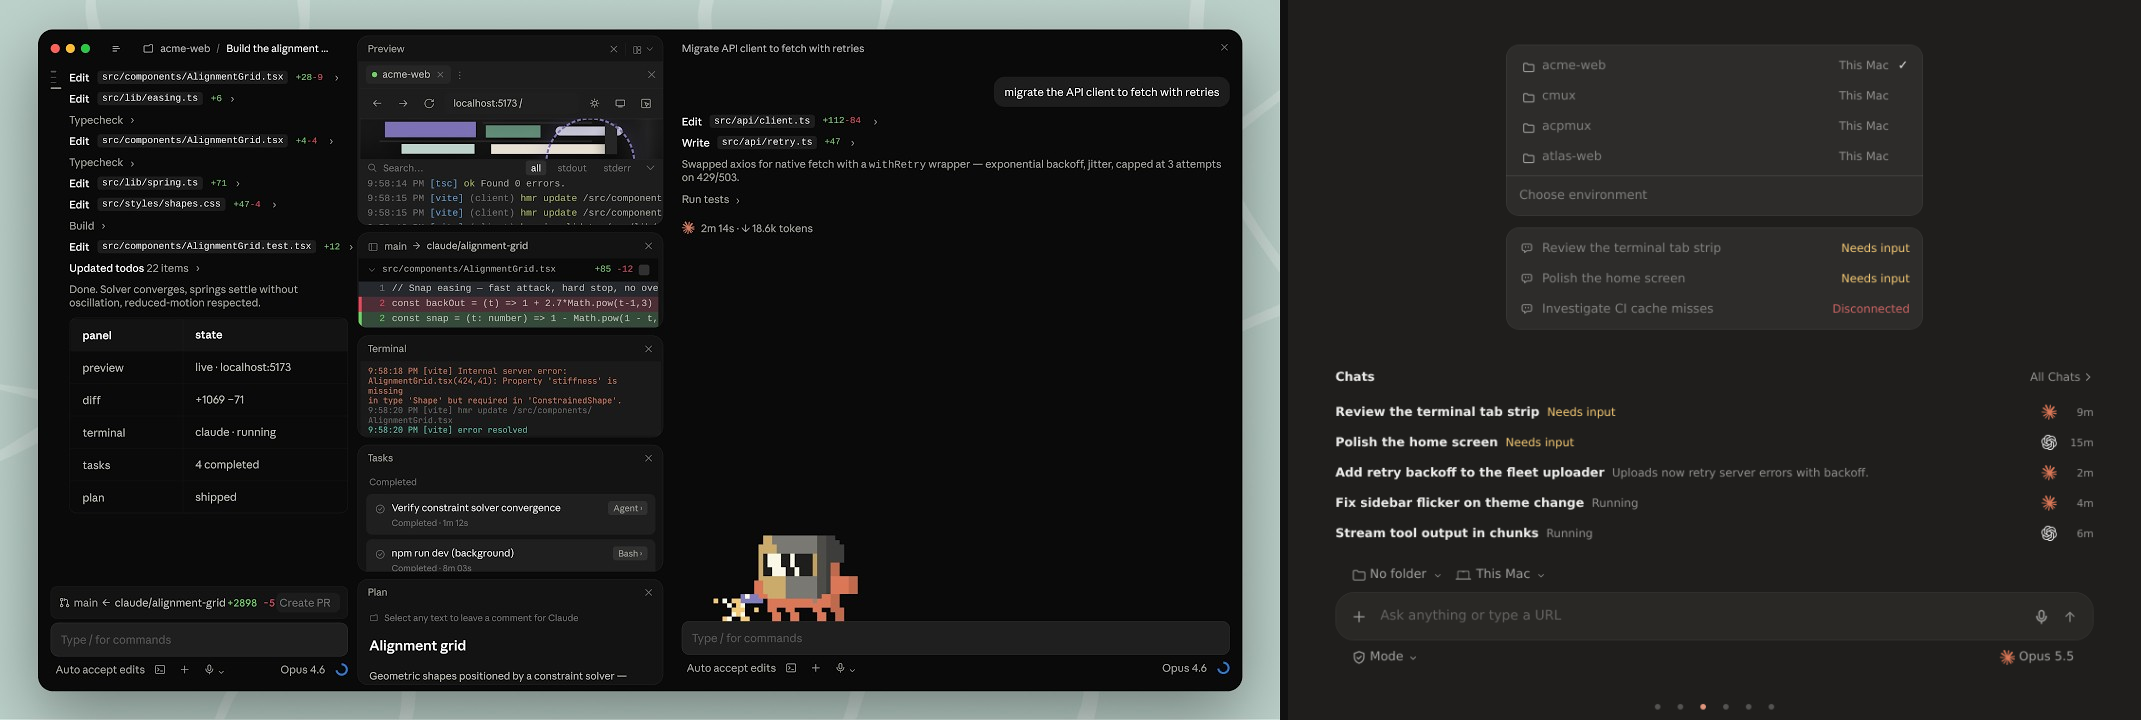 acme-web / Build the alignment ...
Edit src/components/AlignmentGrid.tsx +28-9 >
Edit src/lib/easing.ts +6 >
Typecheck >
Edit src/components/AlignmentGrid.tsx +4-4 >
Typecheck >
Edit src/lib/spring.ts +71 >
Edit src/styles/shapes.css +47-4 >
Build >
Edit src/components/AlignmentGrid.test.tsx +12 >
Updated todos 22 items >
Done. Solver converges, springs settle without
oscillation, reduced-motion respected.
panel state
preview live · localhost:5173
diff +1069 −71
terminal claude · running
tasks 4 completed
plan shipped
main ← claude/alignment-grid +2898 -5 Create PR
Type / for commands
Auto accept edits Opus 4.6
Preview
acme-web
localhost:5173/
Search... all stdout stderr
9:58:14 PM [tsc] ok Found 0 errors.
9:58:15 PM [vite] (client) hmr update /src/component
9:58:15 PM [vite] (client) hmr update /src/component
main → claude/alignment-grid
src/components/AlignmentGrid.tsx +85 -12
1 // Snap easing — fast attack, hard stop, no ove
2 const backOut = (t) => 1 + 2.7*Math.pow(t-1,3)
2 const snap = (t: number) => 1 - Math.pow(1 - t,
Terminal
9:58:18 PM [vite] Internal server error:
AlignmentGrid.tsx(424,41): Property 'stiffness' is
missing
in type 'Shape' but required in 'ConstrainedShape'.
9:58:20 PM [vite] hmr update /src/components/
AlignmentGrid.tsx
9:58:20 PM [vite] error resolved
Tasks
Completed
Verify constraint solver convergence Agent ›
Completed · 1m 12s
npm run dev (background) Bash ›
Completed · 8m 03s
Plan
Select any text to leave a comment for Claude
Alignment grid
Geometric shapes positioned by a constraint solver —
Migrate API client to fetch with retries
migrate the API client to fetch with retries
Edit src/api/client.ts +112-84 >
Write src/api/retry.ts +47 >
Swapped axios for native fetch with a withRetry wrapper — exponential backoff, jitter, capped at 3 attempts
on 429/503.
Run tests >
2m 14s · ↓ 18.6k tokens
Type / for commands
Auto accept edits Opus 4.6
acme-web This Mac ✓
cmux This Mac
acpmux This Mac
atlas-web This Mac
Choose environment
Review the terminal tab strip Needs input
Polish the home screen Needs input
Investigate CI cache misses Disconnected
Chats All Chats >
Review the terminal tab strip Needs input 9m
Polish the home screen Needs input 15m
Add retry backoff to the fleet uploader Uploads now retry server errors with backoff. 2m
Fix sidebar flicker on theme change Running 4m
Stream tool output in chunks Running 6m
No folder This Mac
Ask anything or type a URL
Mode Opus 5.5